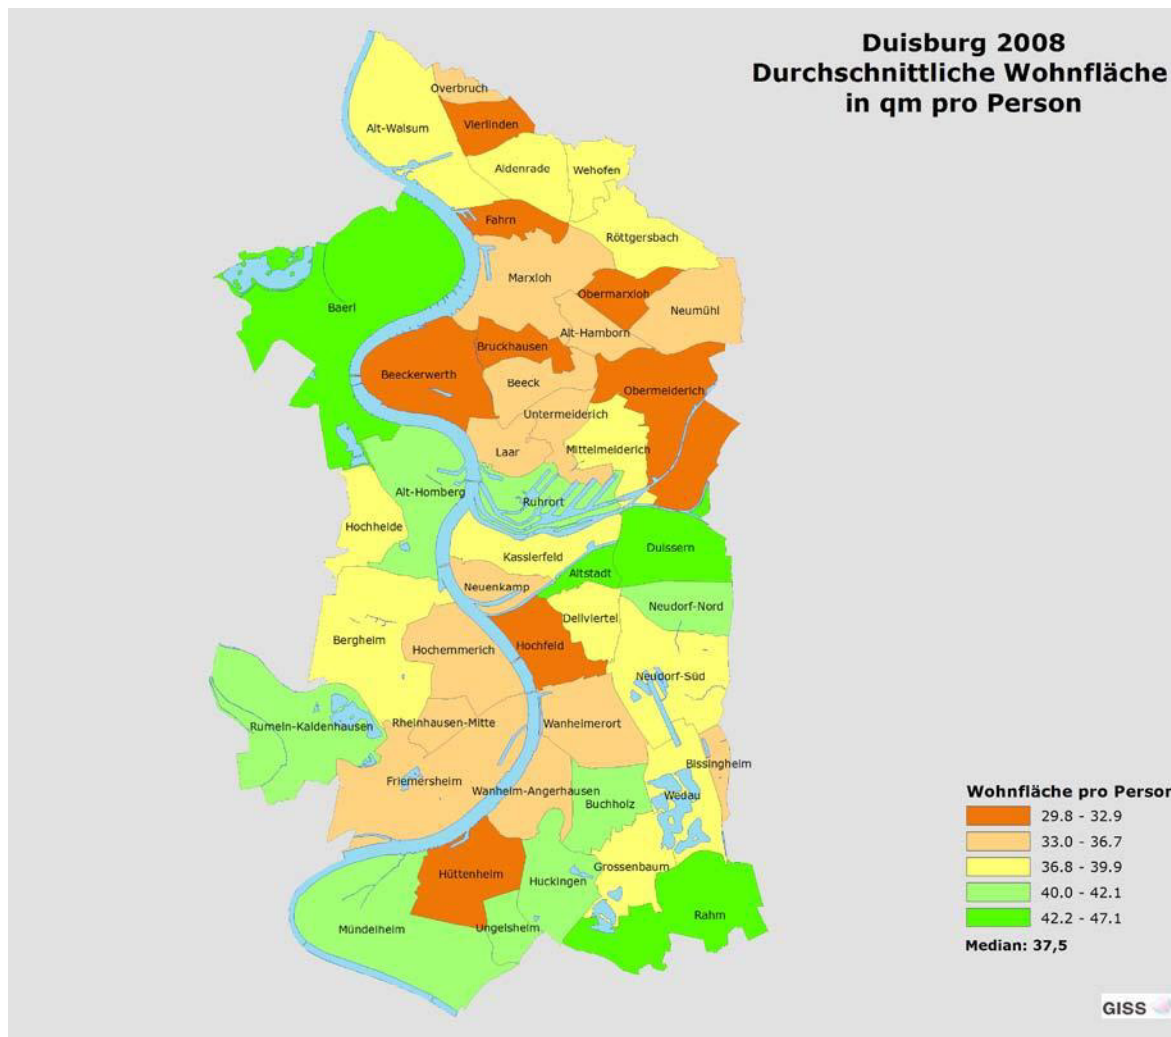 Duisburg 2008
Durchschnittliche Wohnfläche
in qm pro Person
Overbruch
Vierlinden
Alt-Walsum
Aldenrade
Wehofen
Fahrn
Röttgersbach
Marxloh
Obermarxloh
Neumühl
Baerl
Alt-Hamborn
Bruckhausen
Beeckerwerth
Beeck
Obermeiderich
Untermeiderich
Mittelmeiderich
Laar
Alt-Homberg
Ruhrort
Hochheide
Kasslerfeld
Duissern
Altstadt
Neuenkamp
Neudorf-Nord
Dellviertel
Bergheim
Hochemmerich
Hochfeld
Neudorf-Süd
Rumeln-Kaldenhausen
Rheinhausen-Mitte
Wanheimerort
Bissingheim
Friemersheim
Wanheim-Angerhausen
Wedau
Buchholz
Grossenbaum
Hüttenheim
Huckingen
Rahm
Mündelheim
Ungelsheim
Wohnfläche pro Person
29.8 - 32.9
33.0 - 36.7
36.8 - 39.9
40.0 - 42.1
42.2 - 47.1
Median: 37,5
GISS